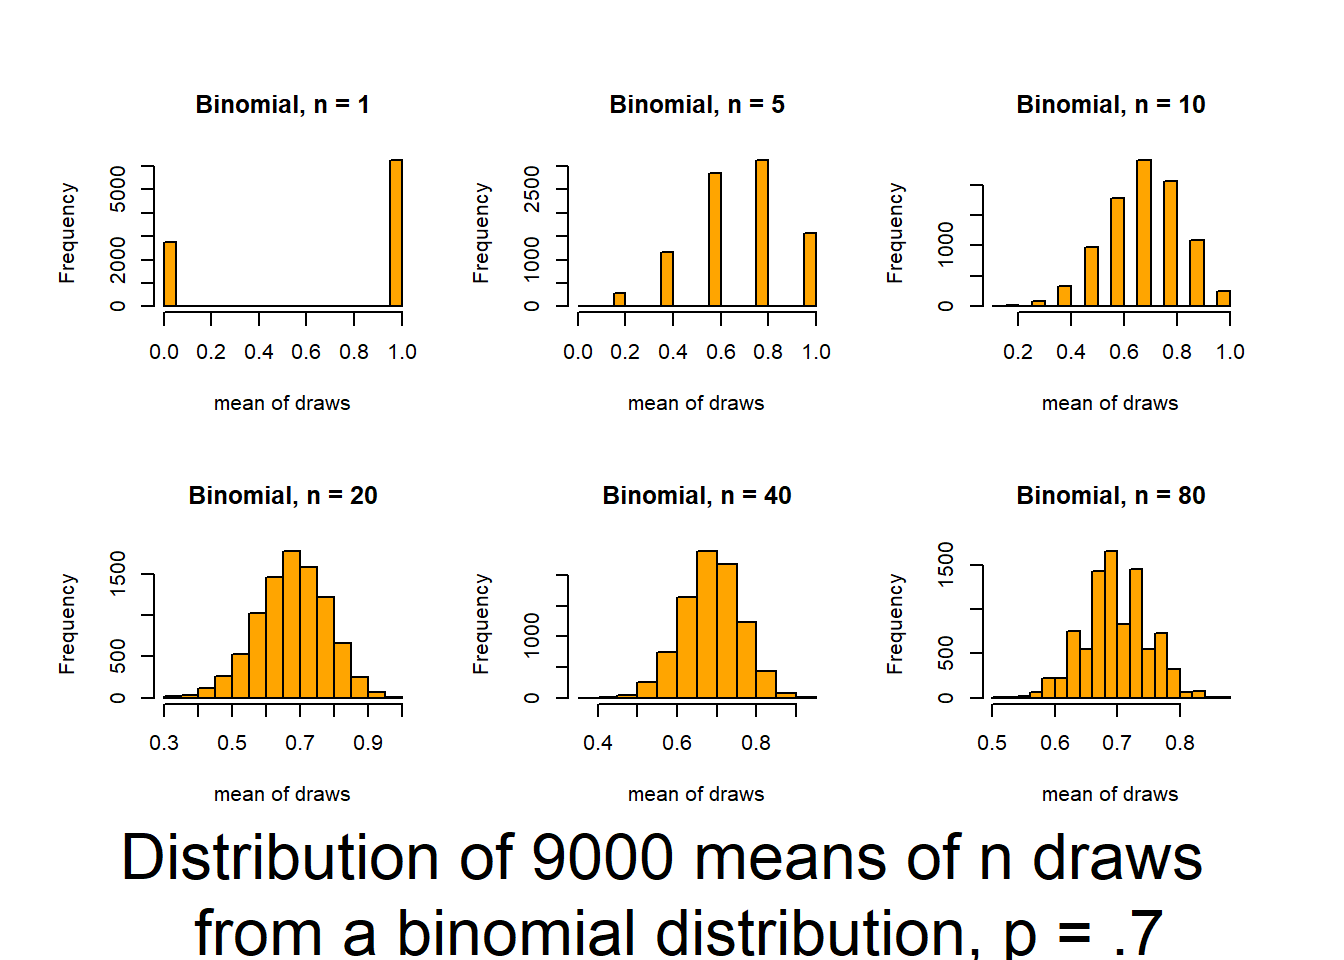 Binomial, n = 1
Frequency
0 2000 5000
0.0 0.2 0.4 0.6 0.8 1.0
mean of draws
Binomial, n = 5
Frequency
0 1000 2500
0.0 0.2 0.4 0.6 0.8 1.0
mean of draws
Binomial, n = 10
Frequency
0 1000
0.2 0.4 0.6 0.8 1.0
mean of draws
Binomial, n = 20
Frequency
0 500 1500
0.3 0.5 0.7 0.9
mean of draws
Binomial, n = 40
Frequency
0 1000
0.4 0.6 0.8
mean of draws
Binomial, n = 80
Frequency
0 500 1500
0.5 0.6 0.7 0.8
mean of draws
Distribution of 9000 means of n draws
from a binomial distribution, p = .7